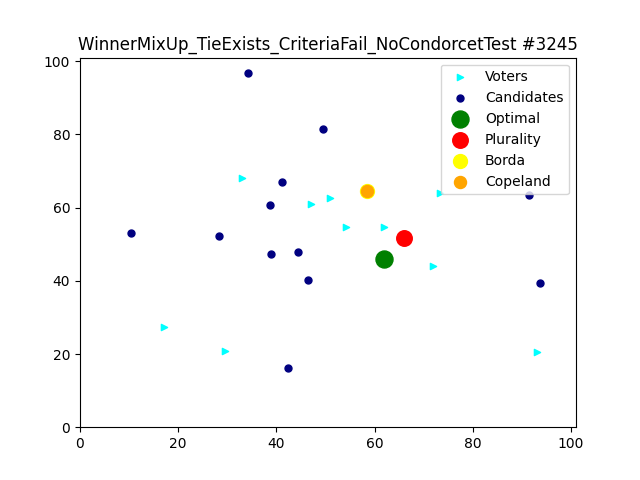 WinnerMixUp_TieExists_CriteriaFail_NoCondorcetTest #3245
100
80
60
40
20
0
0 20 40 60 80 100
Voters
Candidates
Optimal
Plurality
Borda
Copeland